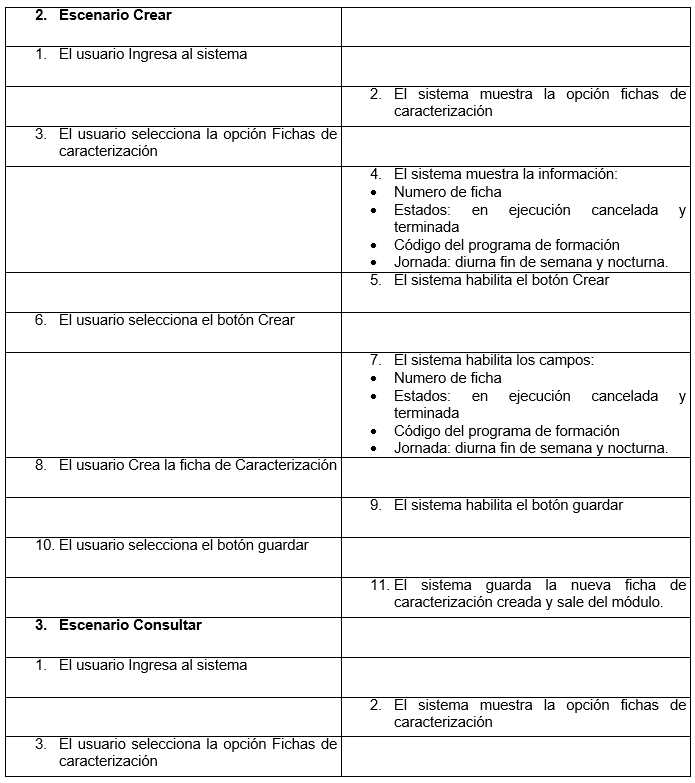 2. Escenario Crear
1. El usuario Ingresa al sistema
2. El sistema muestra la opción fichas de
caracterización
3. El usuario selecciona la opción Fichas de
caracterización
4. El sistema muestra la información:
• Numero de ficha
• Estados: en ejecución cancelada y
terminada
• Código del programa de formación
• Jornada: diurna fin de semana y nocturna.
5. El sistema habilita el botón Crear
6. El usuario selecciona el botón Crear
7. El sistema habilita los campos:
• Numero de ficha
• Estados: en ejecución cancelada y
terminada
• Código del programa de formación
• Jornada: diurna fin de semana y nocturna.
8. El usuario Crea la ficha de Caracterización
9. El sistema habilita el botón guardar
10. El usuario selecciona el botón guardar
11. El sistema guarda la nueva ficha de
caracterización creada y sale del módulo.
3. Escenario Consultar
1. El usuario Ingresa al sistema
2. El sistema muestra la opción fichas de
caracterización
3. El usuario selecciona la opción Fichas de
caracterización